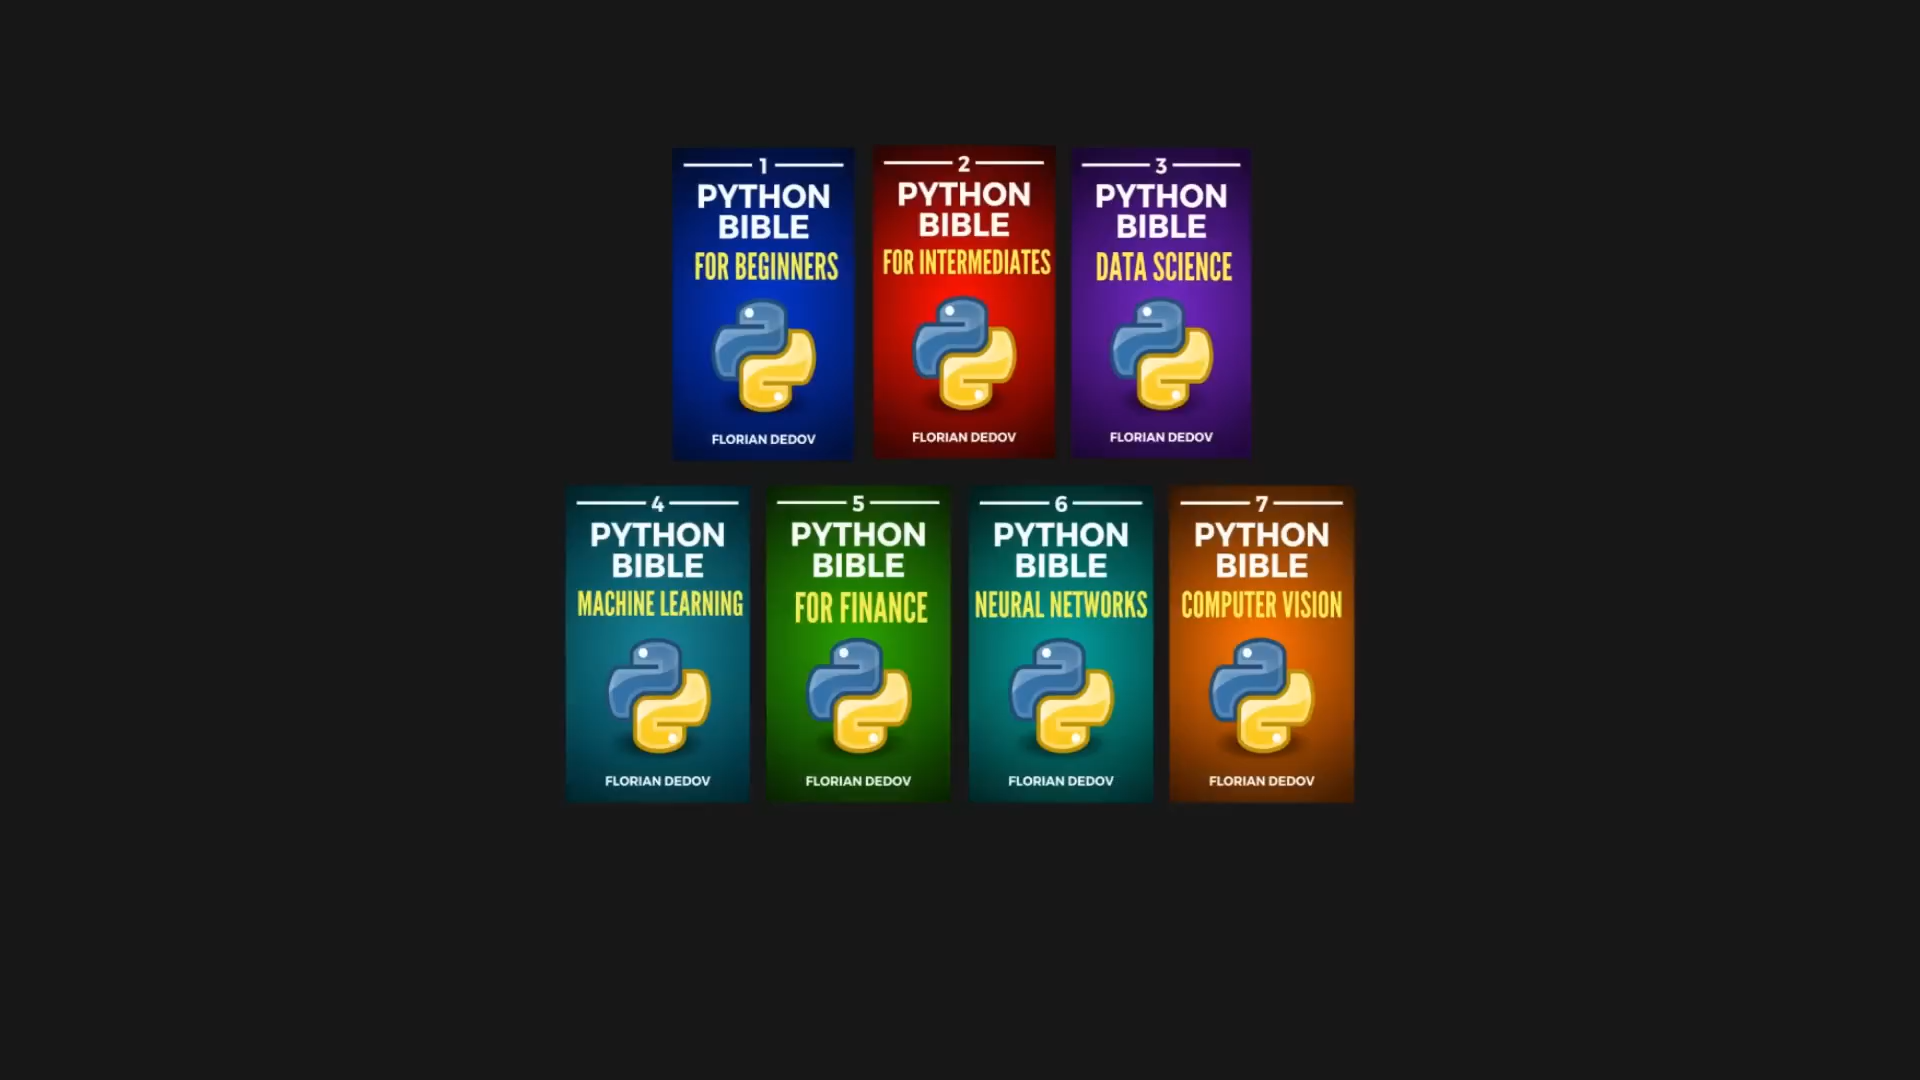 1
PYTHON
BIBLE
FOR BEGINNERS
FLORIAN DEDOV
2
PYTHON
BIBLE
FOR INTERMEDIATES
FLORIAN DEDOV
3
PYTHON
BIBLE
DATA SCIENCE
FLORIAN DEDOV
4
PYTHON
BIBLE
MACHINE LEARNING
FLORIAN DEDOV
5
PYTHON
BIBLE
FOR FINANCE
FLORIAN DEDOV
6
PYTHON
BIBLE
NEURAL NETWORKS
FLORIAN DEDOV
7
PYTHON
BIBLE
COMPUTER VISION
FLORIAN DEDOV